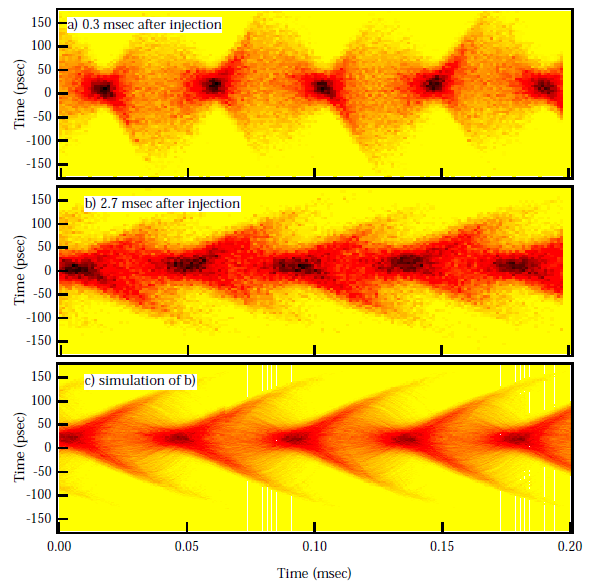 a) 0.3 msec after injection
150
100
50
0
-50
-100
-150
Time (psec)
b) 2.7 msec after injection
150
100
50
0
-50
-100
-150
Time (psec)
c) simulation of b)
150
100
50
0
-50
-100
-150
Time (psec)
0.00 0.05 0.10 0.15 0.20
Time (msec)